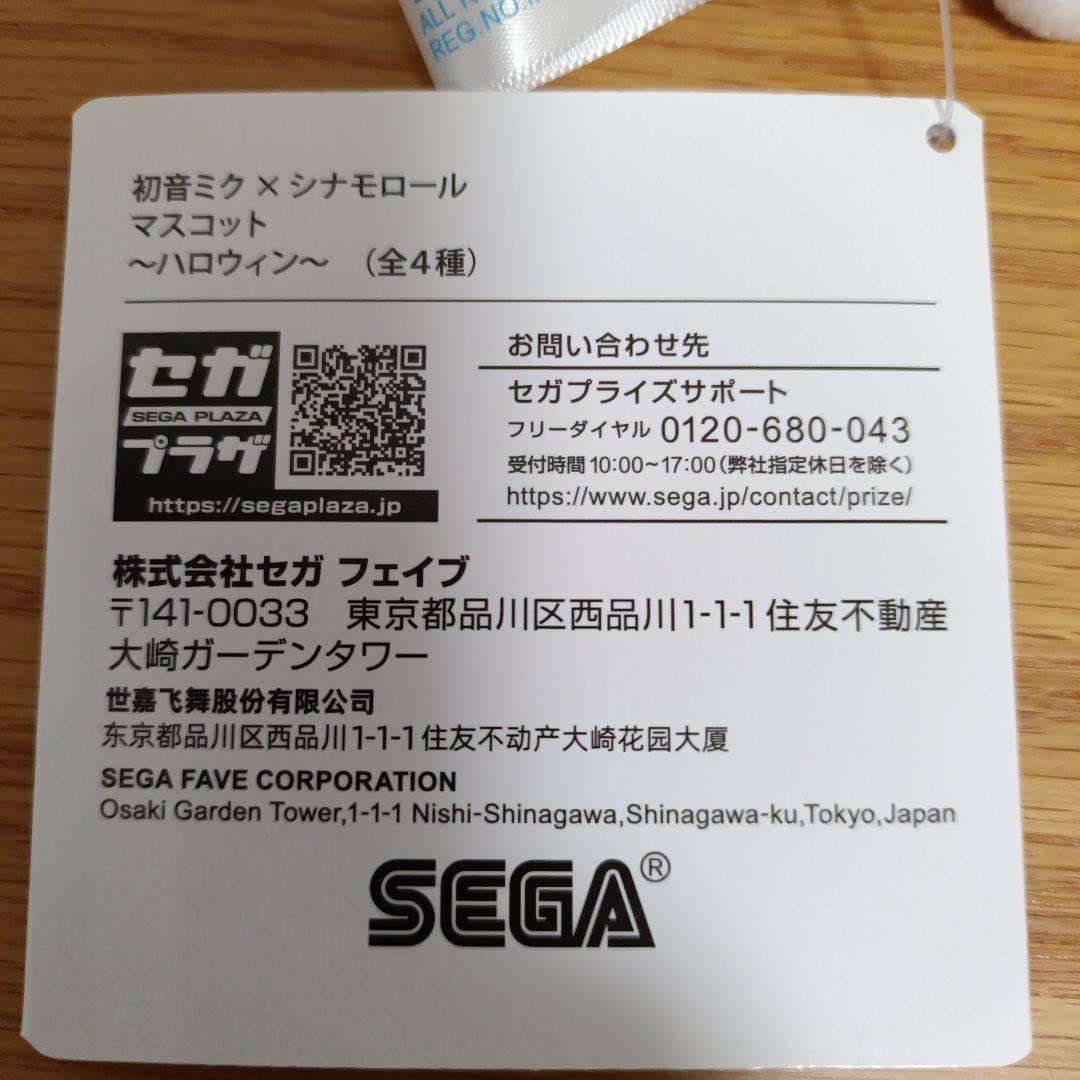 ALL N
REG.NO.
初音ミク×シナモロール
マスコット
～ハロウィン～ （全4種）
セガ
SEGA PLAZA
プラザ
https://segaplaza.jp
お問い合わせ先
セガプライズサポート
フリーダイヤル 0120-680-043
受付時間 10:00～17:00（弊社指定休日を除く）
https://www.sega.jp/contact/prize/
株式会社セガ フェイブ
〒141-0033 東京都品川区西品川1-1-1住友不動産
大崎ガーデンタワー
世嘉飞舞股份有限公司
东京都品川区西品川1-1-1住友不动产大崎花园大厦
SEGA FAVE CORPORATION
Osaki Garden Tower,1-1-1 Nishi-Shinagawa,Shinagawa-ku,Tokyo,Japan
SEGA®